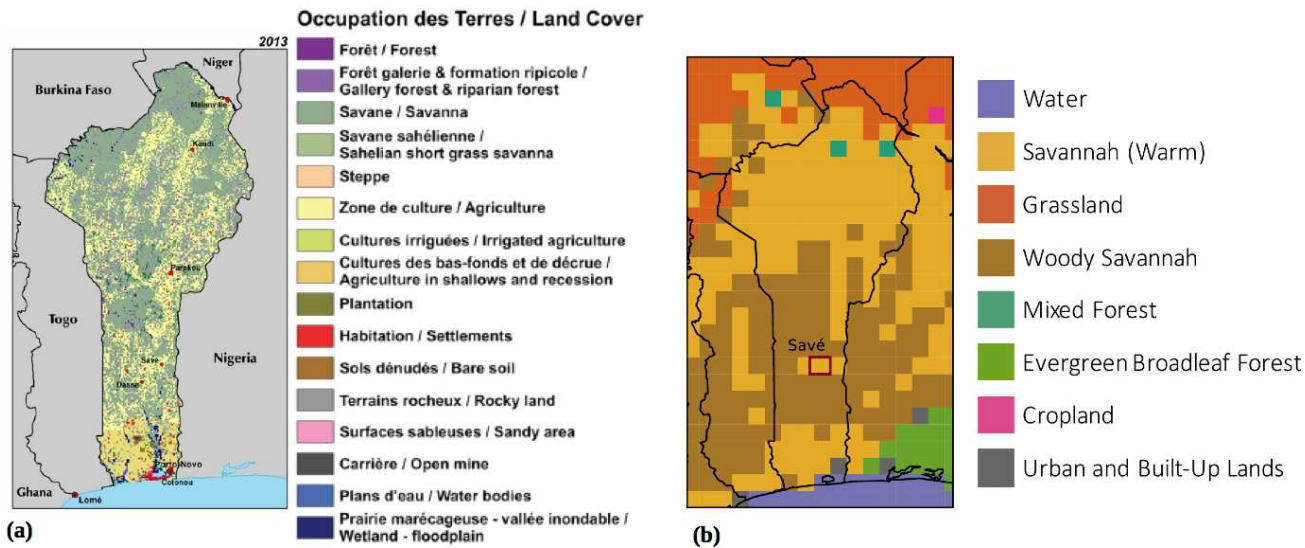 Occupation des Terres / Land Cover
2013
Niger
Burkina Faso
Malanville
Kandi
Parakou
Togo
Nigeria
Savè
Dassa
Porto Novo
Cotonou
Ghana
Lomé
(a)
Forêt / Forest
Forêt galerie & formation ripicole /
Gallery forest & riparian forest
Savane / Savanna
Savane sahélienne /
Sahelian short grass savanna
Steppe
Zone de culture / Agriculture
Cultures irriguées / Irrigated agriculture
Cultures des bas-fonds et de décrue /
Agriculture in shallows and recession
Plantation
Habitation / Settlements
Sols dénudés / Bare soil
Terrains rocheux / Rocky land
Surfaces sableuses / Sandy area
Carrière / Open mine
Plans d'eau / Water bodies
Prairie marécageuse - vallée inondable /
Wetland - floodplain
Savé
(b)
Water
Savannah (Warm)
Grassland
Woody Savannah
Mixed Forest
Evergreen Broadleaf Forest
Cropland
Urban and Built-Up Lands